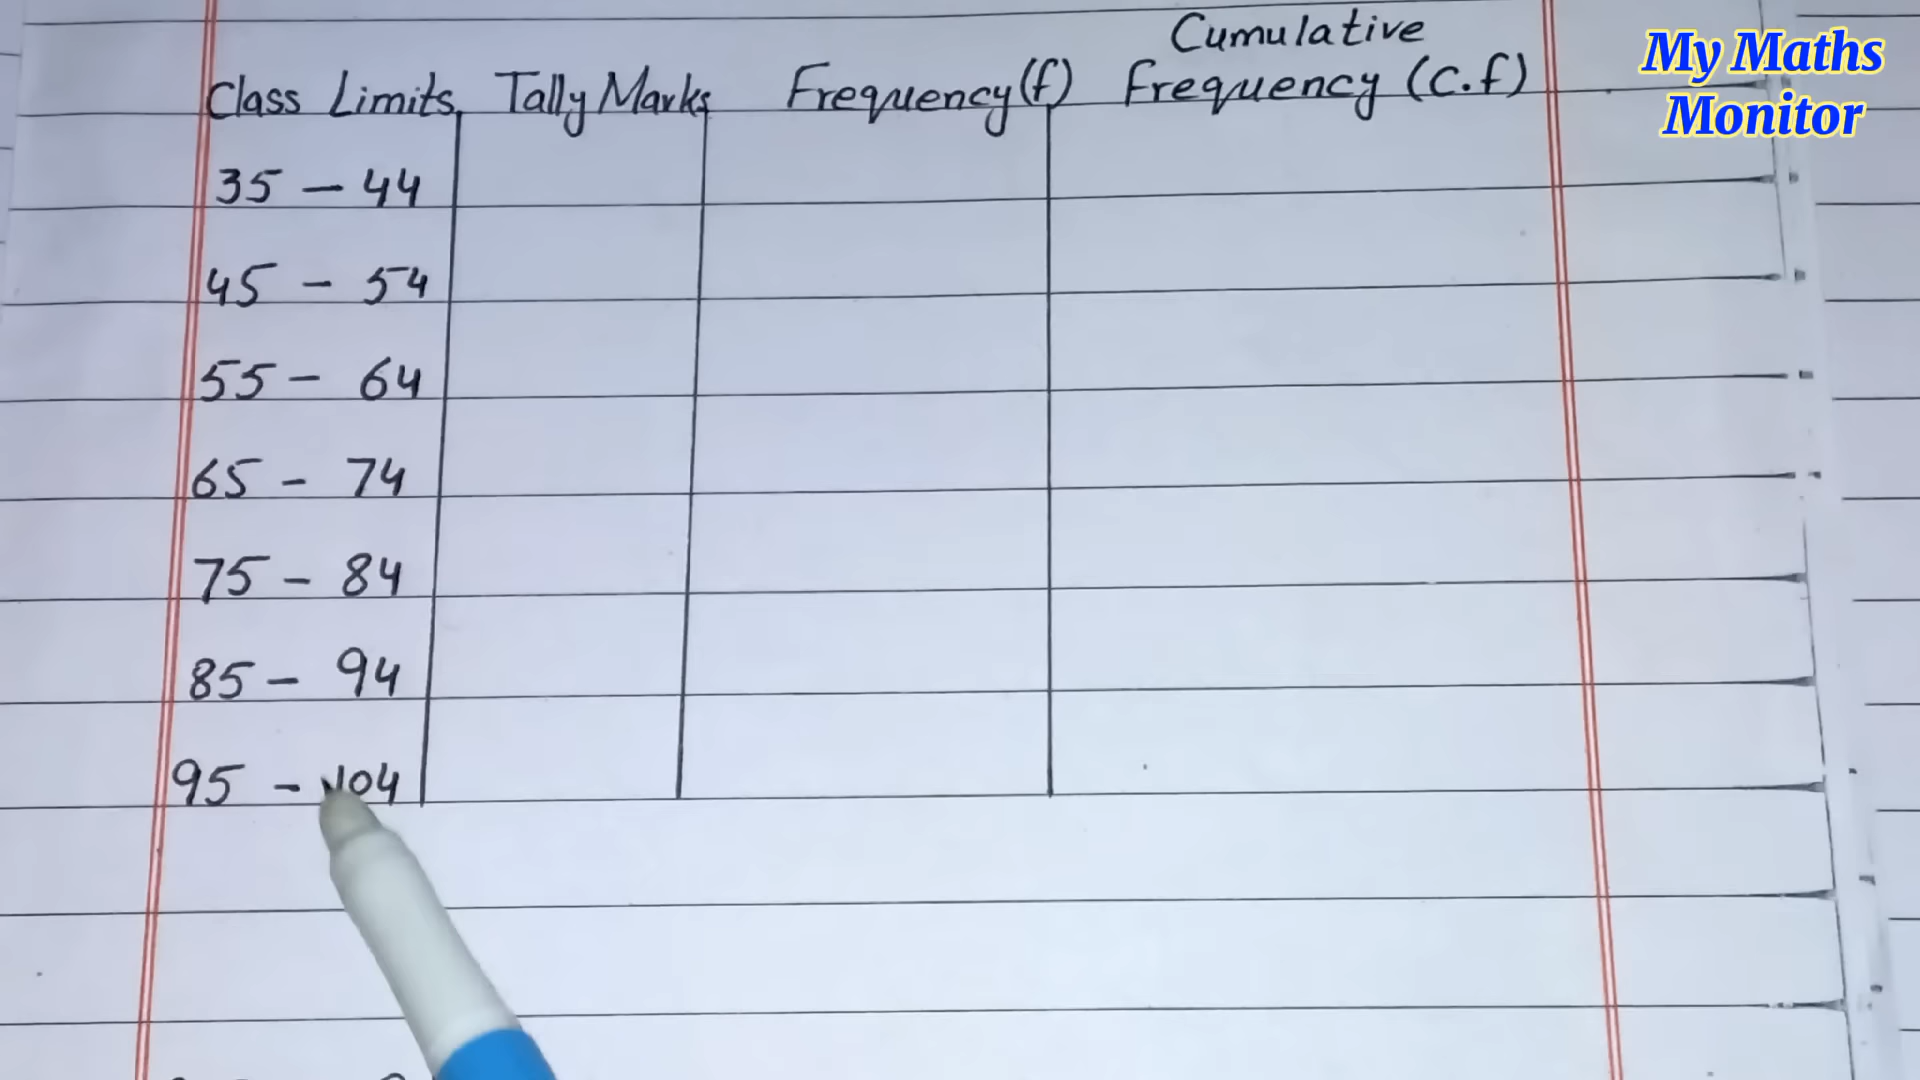 Cumulative
Class Limits Tally Marks Frequency (f) Frequency (c.f)
35 - 44
45 - 54
55 - 64
65 - 74
75 - 84
85 - 94
95 - 104
My Maths
Monitor